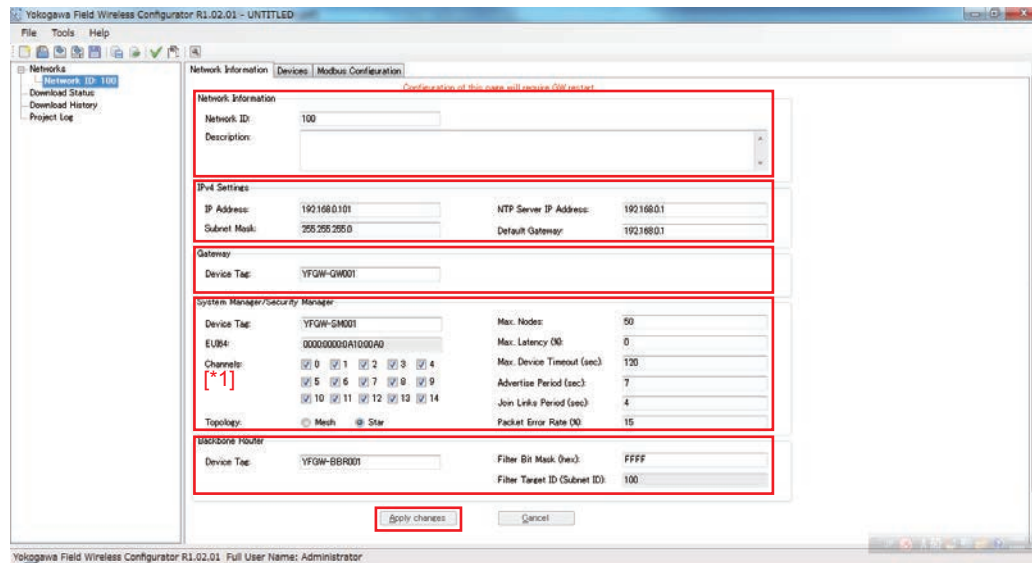 Yokogawa Field Wireless Configurator R1.02.01 - UNTITLED
File Tools Help
Networks
Network ID: 100
Download Status
Download History
Project Log
Network Information Devices Modbus Configuration
Configuration of this page will require GW restart
Network Information
Network ID: 100
Description:
IPv4 Settings
IP Address: 192.168.0.101 NTP Server IP Address: 192.168.0.1
Subnet Mask: 255.255.255.0 Default Gateway: 192.168.0.1
Gateway
Device Tag: YFGW-GW001
System Manager/Security Manager
Device Tag: YFGW-SM001 Max. Nodes: 50
EUI64: 0000:0000:0A10:00A0 Max. Latency (%): 0
Channels: 0 1 2 3 4 Max. Device Timeout (sec): 120
[*1] 5 6 7 8 9 Advertise Period (sec): 7
10 11 12 13 14 Join Links Period (sec): 4
Topology: Mesh Star Packet Error Rate (%): 15
Backbone Router
Device Tag: YFGW-BBR001 Filter Bit Mask (hex): FFFF
Filter Target ID (Subnet ID): 100
Apply changes Cancel
Yokogawa Field Wireless Configurator R1.02.01 Full User Name: Administrator